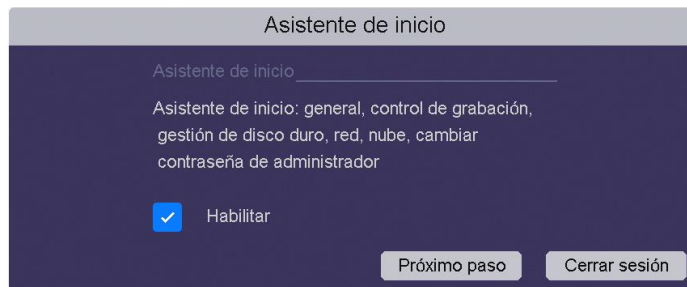 Asistente de inicio
Asistente de inicio
Asistente de inicio: general, control de grabación,
gestión de disco duro, red, nube, cambiar
contraseña de administrador
Habilitar
Próximo paso Cerrar sesión